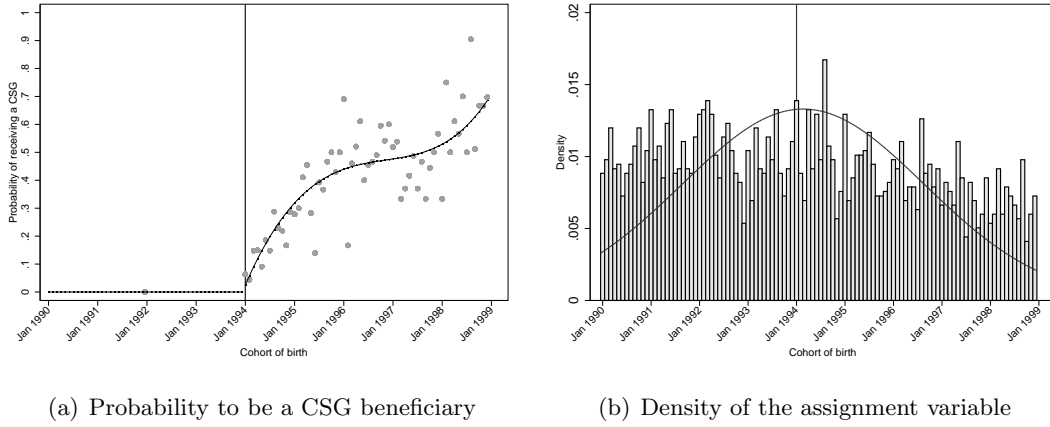 Probability of receiving a CSG
1
.9
.8
.7
.6
.5
.4
.3
.2
.1
0
Jan 1990
Jan 1991
Jan 1992
Jan 1993
Jan 1994
Jan 1995
Jan 1996
Jan 1997
Jan 1998
Jan 1999
Cohort of birth
(a) Probability to be a CSG beneficiary
Density
.02
.015
.01
.005
0
Jan 1990
Jan 1991
Jan 1992
Jan 1993
Jan 1994
Jan 1995
Jan 1996
Jan 1997
Jan 1998
Jan 1999
Cohort of birth
(b) Density of the assignment variable